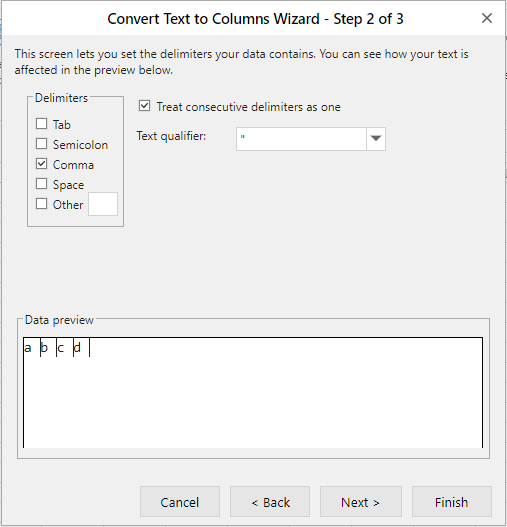 Convert Text to Columns Wizard - Step 2 of 3
This screen lets you set the delimiters your data contains. You can see how your text is
affected in the preview below.
Delimiters
Tab
Semicolon
Comma
Space
Other
Treat consecutive delimiters as one
Text qualifier:
"
Data preview
a b c d
Cancel
< Back
Next >
Finish